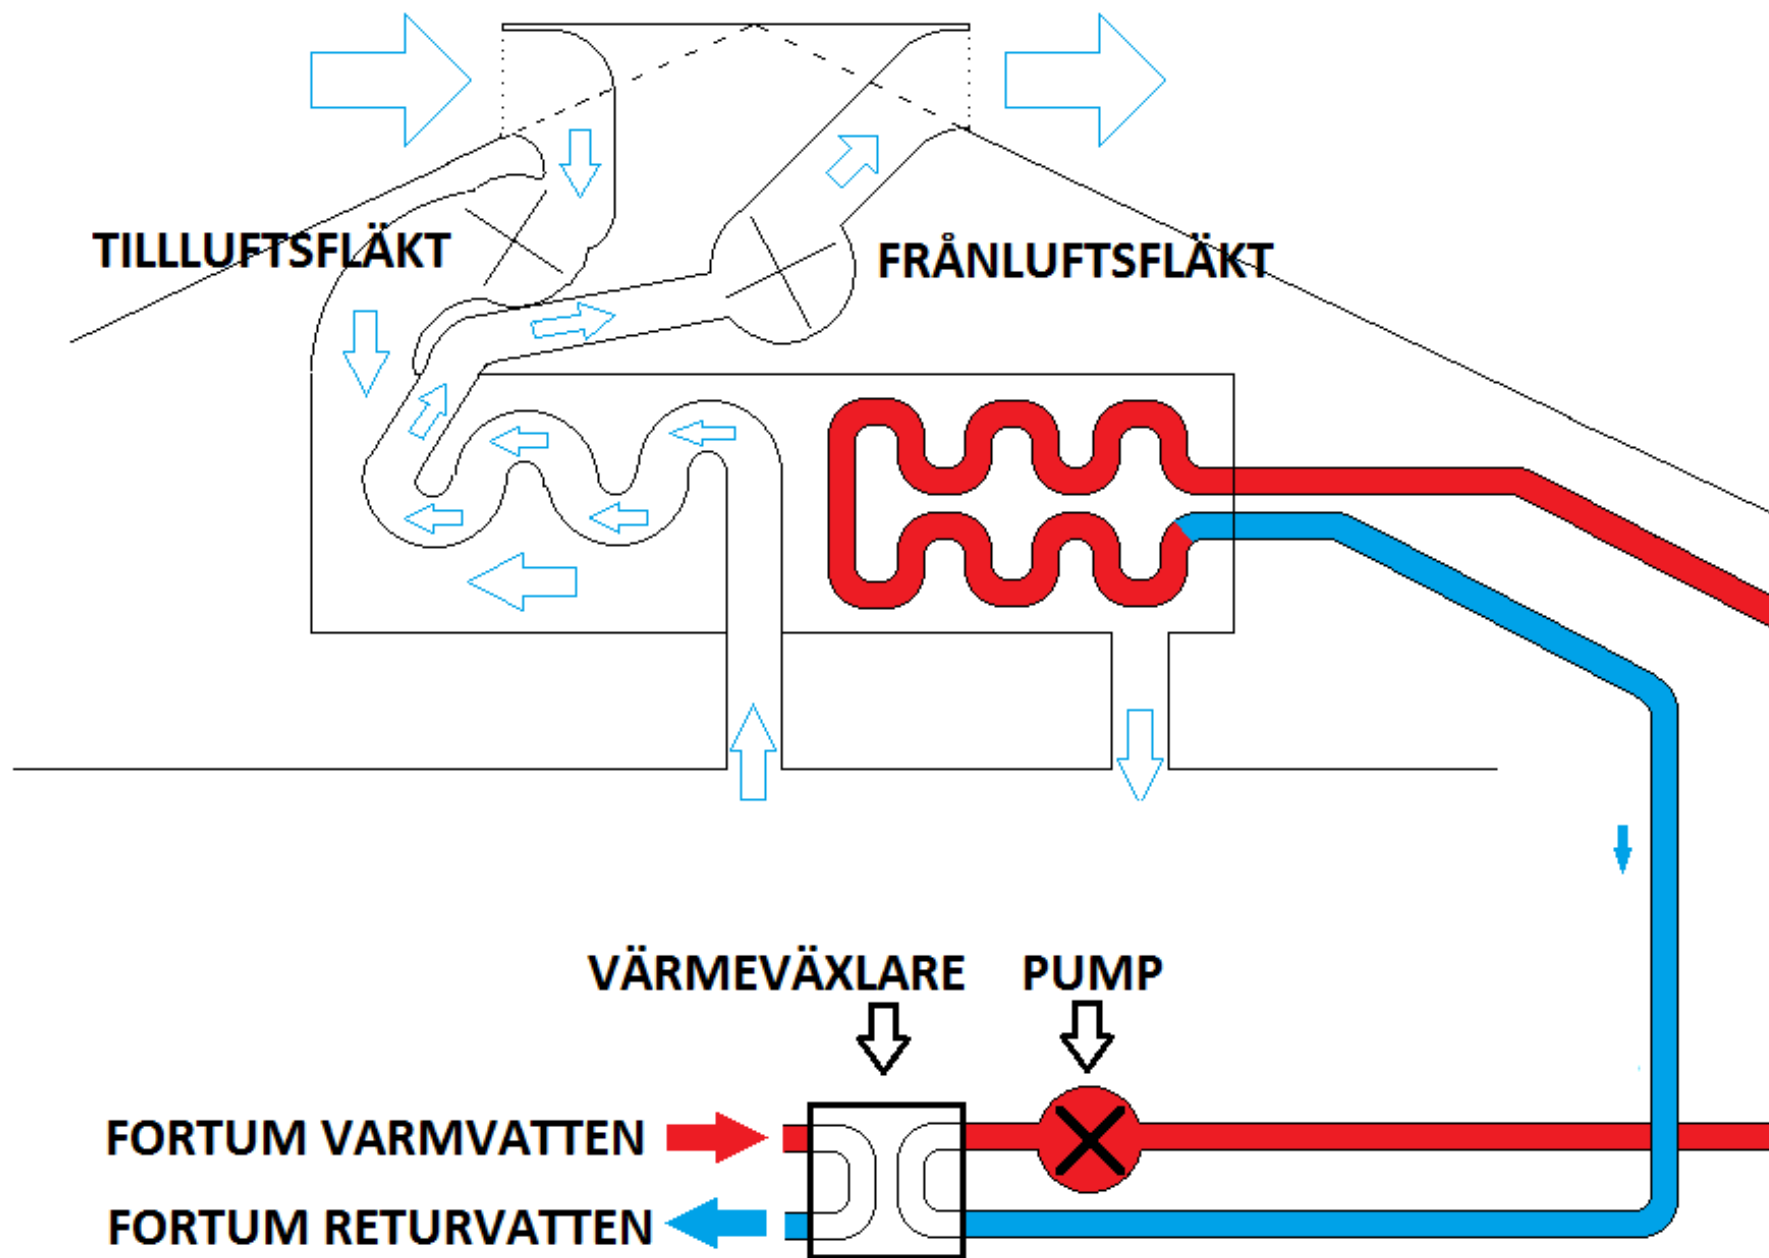 TILLLUFTSFLÄKT
FRÅNLUFTSFLÄKT
VÄRMEVÄXLARE
PUMP
FORTUM VARMVATTEN
FORTUM RETURVATTEN